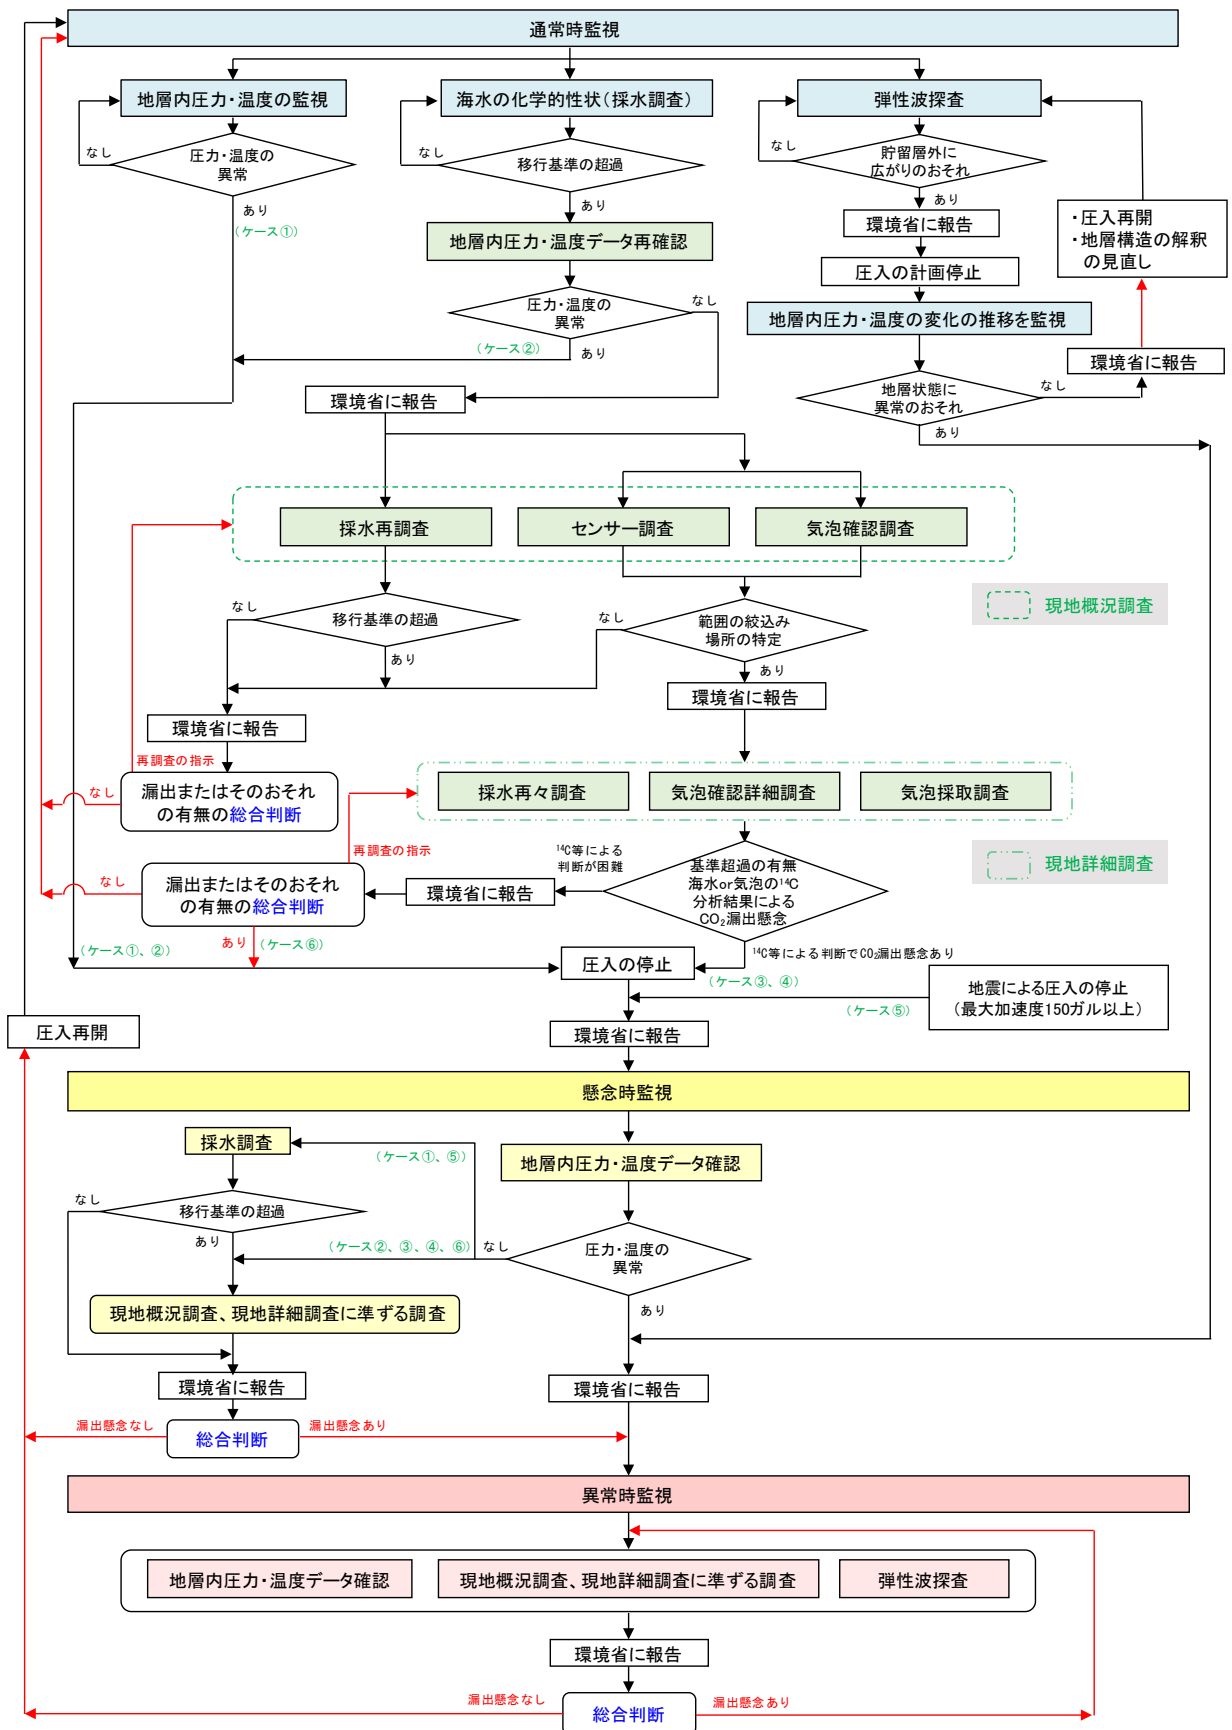 通常時監視
地層内圧力・温度の監視
海水の化学的性状(採水調査)
弾性波探査
なし
圧力・温度の
異常
あり
(ケース①)
なし
移行基準の超過
あり
なし
貯留層外に
広がりのおそれ
あり
地層内圧力・温度データ再確認
環境省に報告
・圧入再開
・地層構造の解釈
の見直し
圧入の計画停止
圧力・温度の
異常
なし
(ケース②)
あり
地層内圧力・温度の変化の推移を監視
環境省に報告
地層状態に
異常のおそれ
なし
あり
環境省に報告
採水再調査
センサー調査
気泡確認調査
現地概況調査
なし
移行基準の超過
あり
なし
範囲の絞込み
場所の特定
あり
環境省に報告
環境省に報告
再調査の指示
なし
漏出またはそのおそれ
の有無の総合判断
採水再々調査
気泡確認詳細調査
気泡採取調査
現地詳細調査
再調査の指示
なし
漏出またはそのおそれ
の有無の総合判断
環境省に報告
¹⁴C等による
判断が困難
基準超過の有無
海水or気泡の¹⁴C
分析結果による
CO₂漏出懸念
(ケース①、②)
あり
(ケース⑥)
¹⁴C等による判断でCO₂漏出懸念あり
圧入の停止
(ケース③、④)
地震による圧入の停止
(最大加速度150ガル以上)
(ケース⑤)
圧入再開
環境省に報告
懸念時監視
採水調査
(ケース①、⑤)
地層内圧力・温度データ確認
なし
移行基準の超過
あり
(ケース②、③、④、⑥)
なし
圧力・温度の
異常
あり
現地概況調査、現地詳細調査に準ずる調査
環境省に報告
環境省に報告
漏出懸念なし
総合判断
漏出懸念あり
異常時監視
地層内圧力・温度データ確認
現地概況調査、現地詳細調査に準ずる調査
弾性波探査
環境省に報告
漏出懸念なし
総合判断
漏出懸念あり